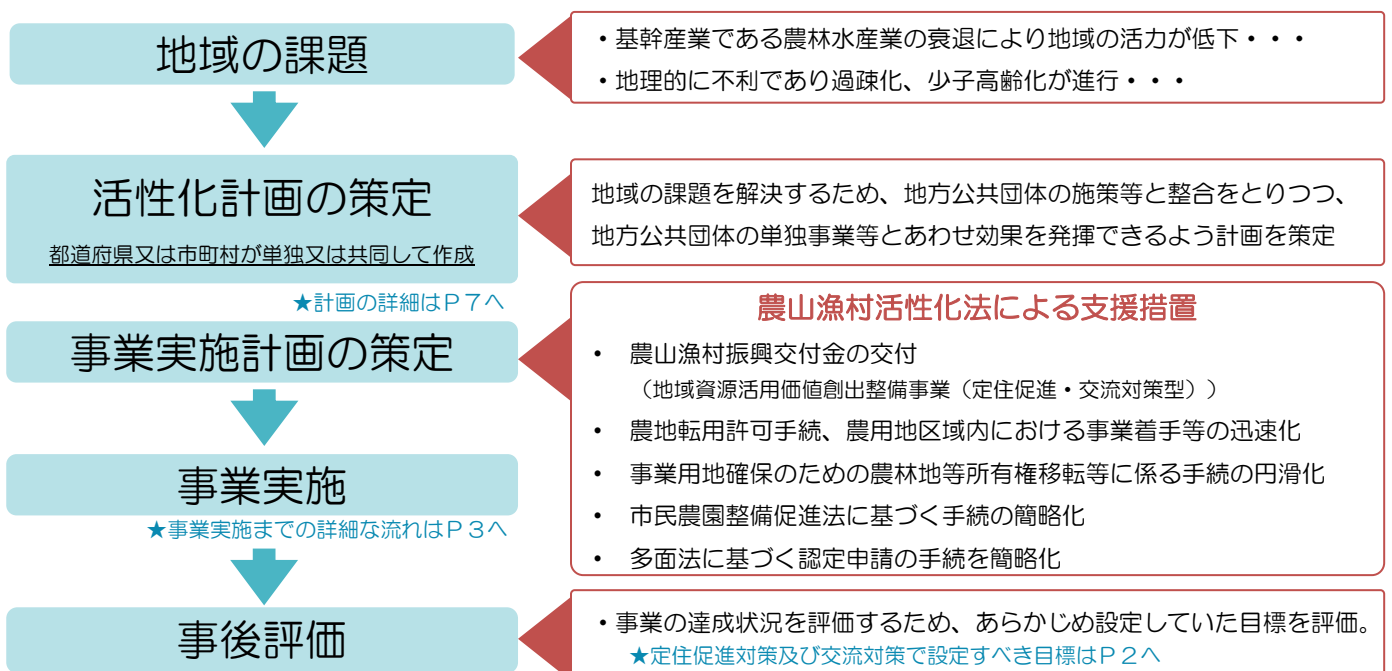 地域の課題
・基幹産業である農林水産業の衰退により地域の活力が低下・・・
・地理的に不利であり過疎化、少子高齢化が進行・・・
活性化計画の策定
都道府県又は市町村が単独又は共同して作成
地域の課題を解決するため、地方公共団体の施策等と整合をとりつつ、
地方公共団体の単独事業等とあわせ効果を発揮できるよう計画を策定
★計画の詳細はP7へ
事業実施計画の策定
農山漁村活性化法による支援措置
・ 農山漁村振興交付金の交付
（地域資源活用価値創出整備事業（定住促進・交流対策型））
・ 農地転用許可手続、農用地区域内における事業着手等の迅速化
・ 事業用地確保のための農林地等所有権移転等に係る手続の円滑化
・ 市民農園整備促進法に基づく手続の簡略化
・ 多面法に基づく認定申請の手続を簡略化
事業実施
★事業実施までの詳細な流れはP3へ
事後評価
・事業の達成状況を評価するため、あらかじめ設定していた目標を評価。
★定住促進対策及び交流対策で設定すべき目標はP2へ